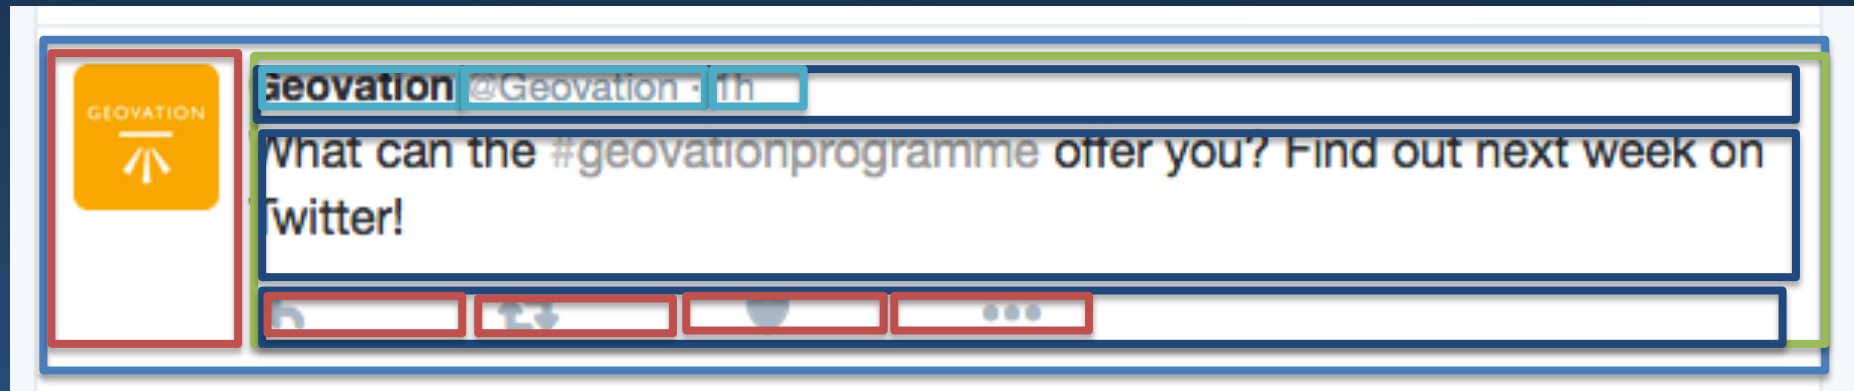 GEOVATION
Geovation @Geovation · 1h
What can the #geovationprogramme offer you? Find out next week on
Twitter!